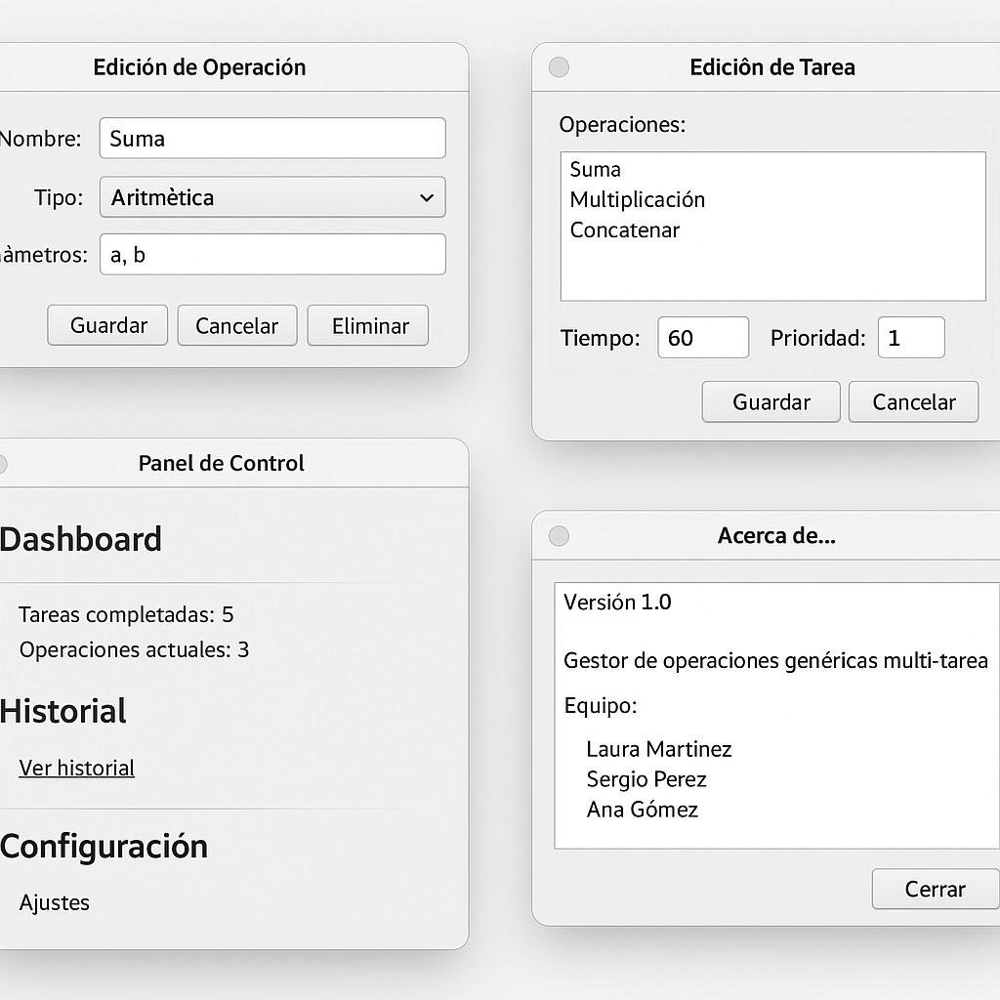 Edición de Operación
Nombre: Suma
Tipo: Aritmètica
àmetros: a, b
Guardar Cancelar Eliminar
Ediciôn de Tarea
Operaciones:
Suma
Multiplicación
Concatenar
Tiempo: 60 Prioridad: 1
Guardar Cancelar
Panel de Control
Dashboard
Tareas completadas: 5
Operaciones actuales: 3
Historial
Ver historial
Configuración
Ajustes
Acerca de...
Versión 1.0
Gestor de operaciones genéricas multi-tarea
Equipo:
Laura Martinez
Sergio Perez
Ana Gómez
Cerrar